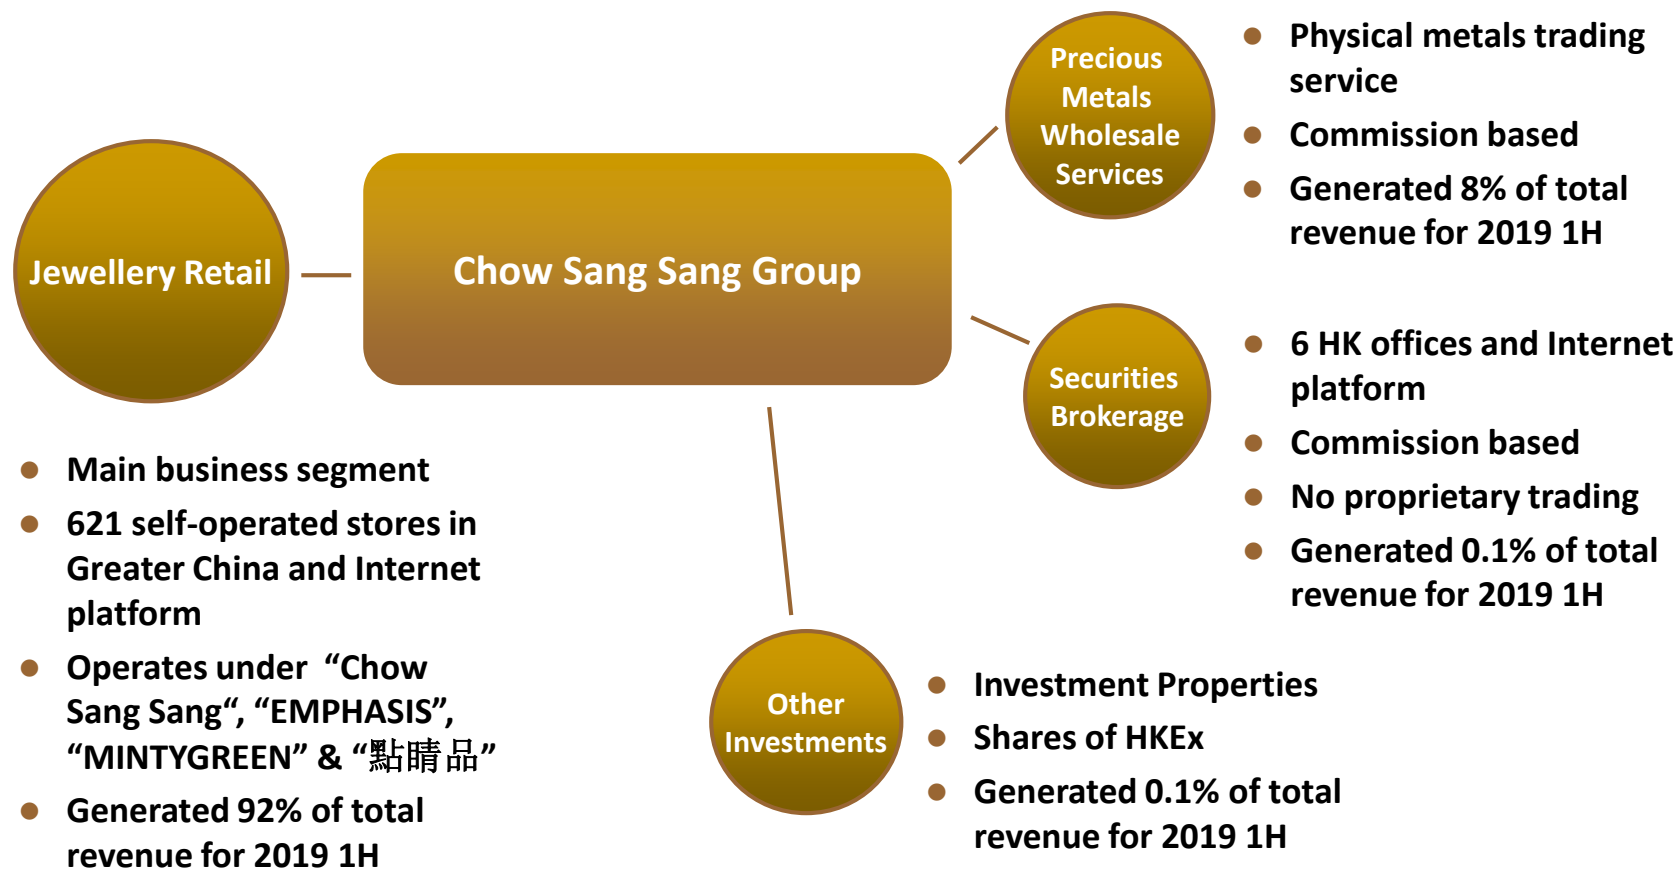 Chow Sang Sang Group
Jewellery Retail
Main business segment
621 self-operated stores in
Greater China and Internet
platform
Operates under “Chow
Sang Sang“, “EMPHASIS”,
“MINTYGREEN” & “點睛品”
Generated 92% of total
revenue for 2019 1H
Precious
Metals
Wholesale
Services
Physical metals trading
service
Commission based
Generated 8% of total
revenue for 2019 1H
Securities
Brokerage
6 HK offices and Internet
platform
Commission based
No proprietary trading
Generated 0.1% of total
revenue for 2019 1H
Other
Investments
Investment Properties
Shares of HKEx
Generated 0.1% of total
revenue for 2019 1H